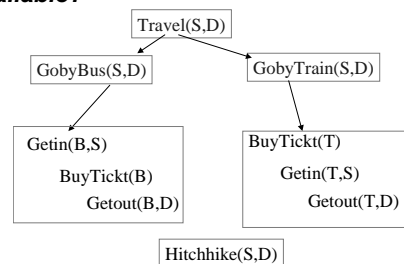 Travel(S,D)
GobyBus(S,D)
GobyTrain(S,D)
Getin(B,S)
BuyTickt(B)
Getout(B,D)
BuyTickt(T)
Getin(T,S)
Getout(T,D)
Hitchhike(S,D)